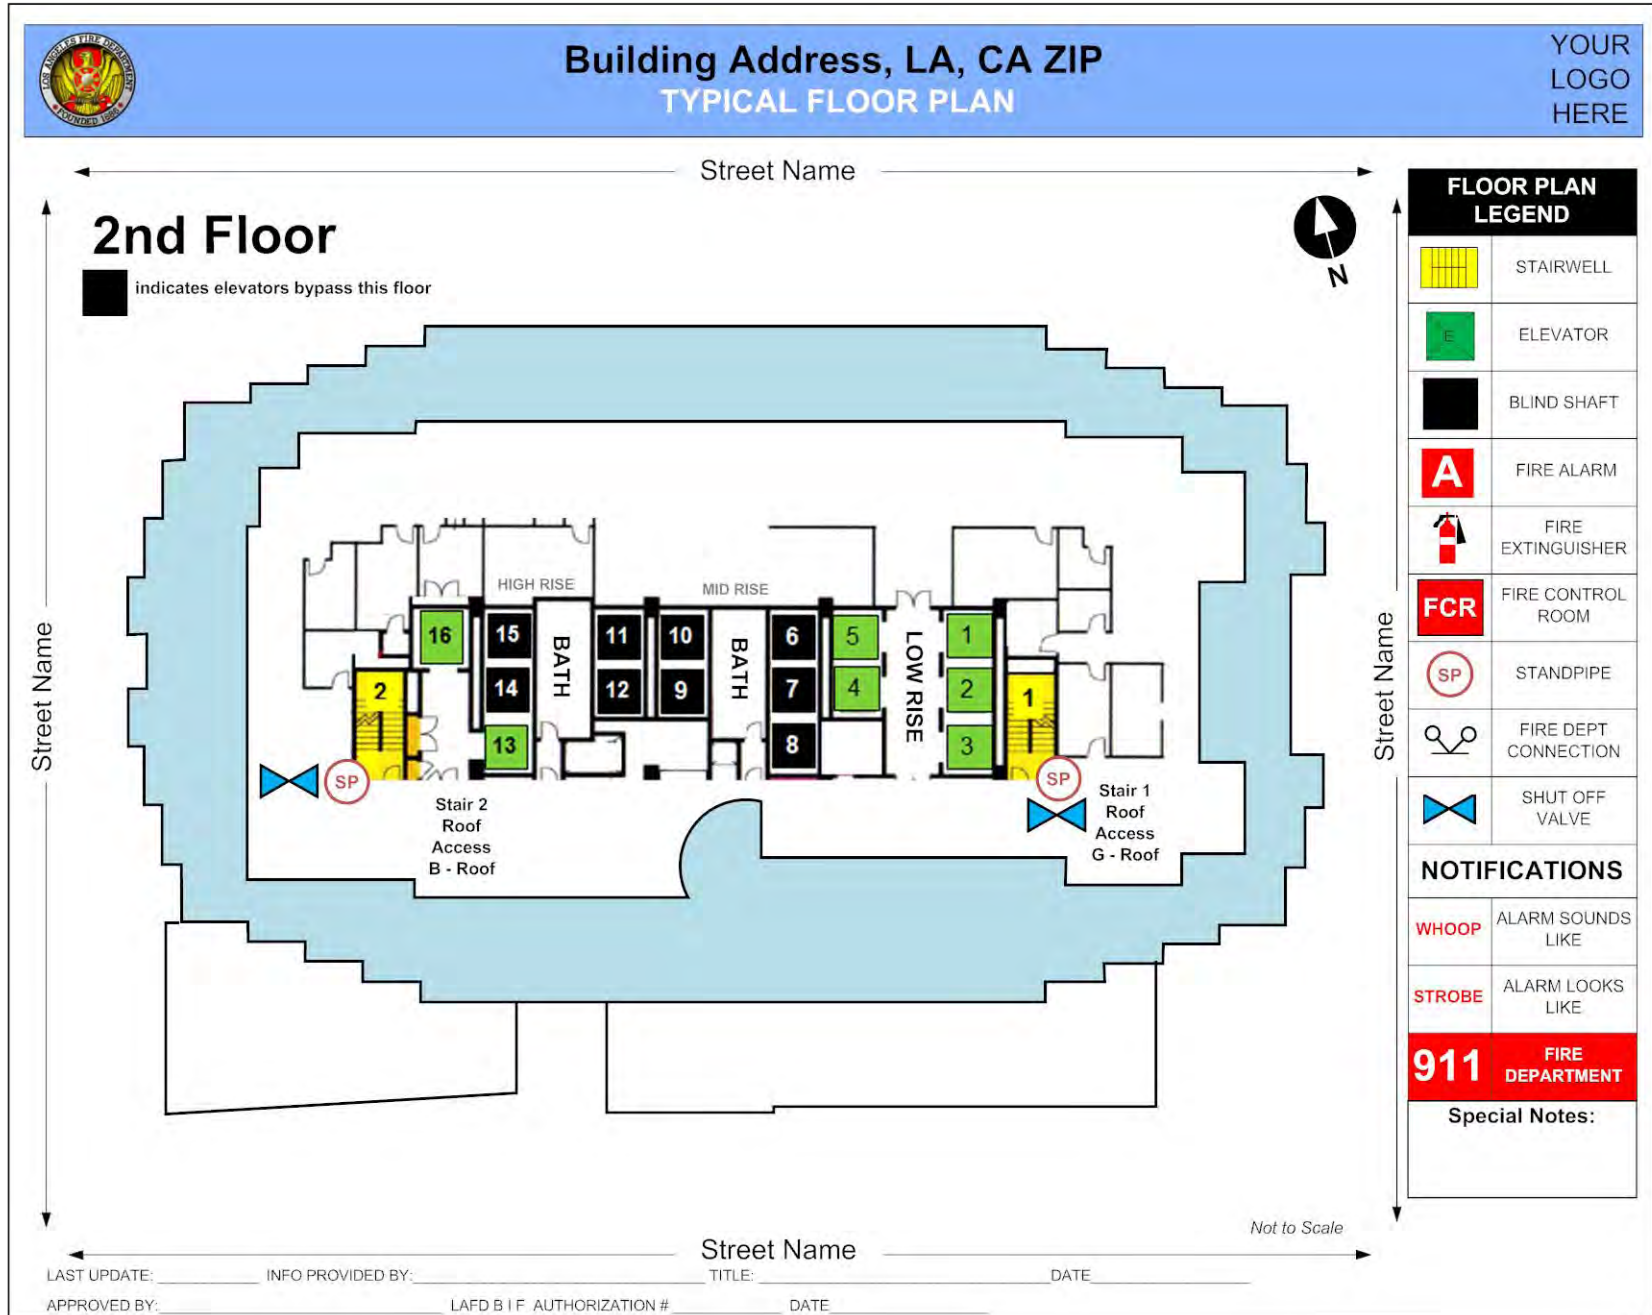 LOS ANGELES FIRE DEPARTMENT
FOUNDED 1886
Building Address, LA, CA ZIP
TYPICAL FLOOR PLAN
YOUR
LOGO
HERE
Street Name
2nd Floor
indicates elevators bypass this floor
N
Street Name
Street Name
HIGH RISE
MID RISE
16
15
14
13
BATH
11
12
10
9
BATH
6
7
8
5
4
LOW RISE
1
2
3
2
1
SP
SP
Stair 2
Roof
Access
B - Roof
Stair 1
Roof
Access
G - Roof
Not to Scale
Street Name
FLOOR PLAN
LEGEND
STAIRWELL
E
ELEVATOR
BLIND SHAFT
A
FIRE ALARM
FIRE
EXTINGUISHER
FCR
FIRE CONTROL
ROOM
SP
STANDPIPE
FIRE DEPT
CONNECTION
SHUT OFF
VALVE
NOTIFICATIONS
WHOOP
ALARM SOUNDS
LIKE
STROBE
ALARM LOOKS
LIKE
911
FIRE
DEPARTMENT
Special Notes:
LAST UPDATE: INFO PROVIDED BY: TITLE: DATE
APPROVED BY: LAFD B I F AUTHORIZATION # DATE